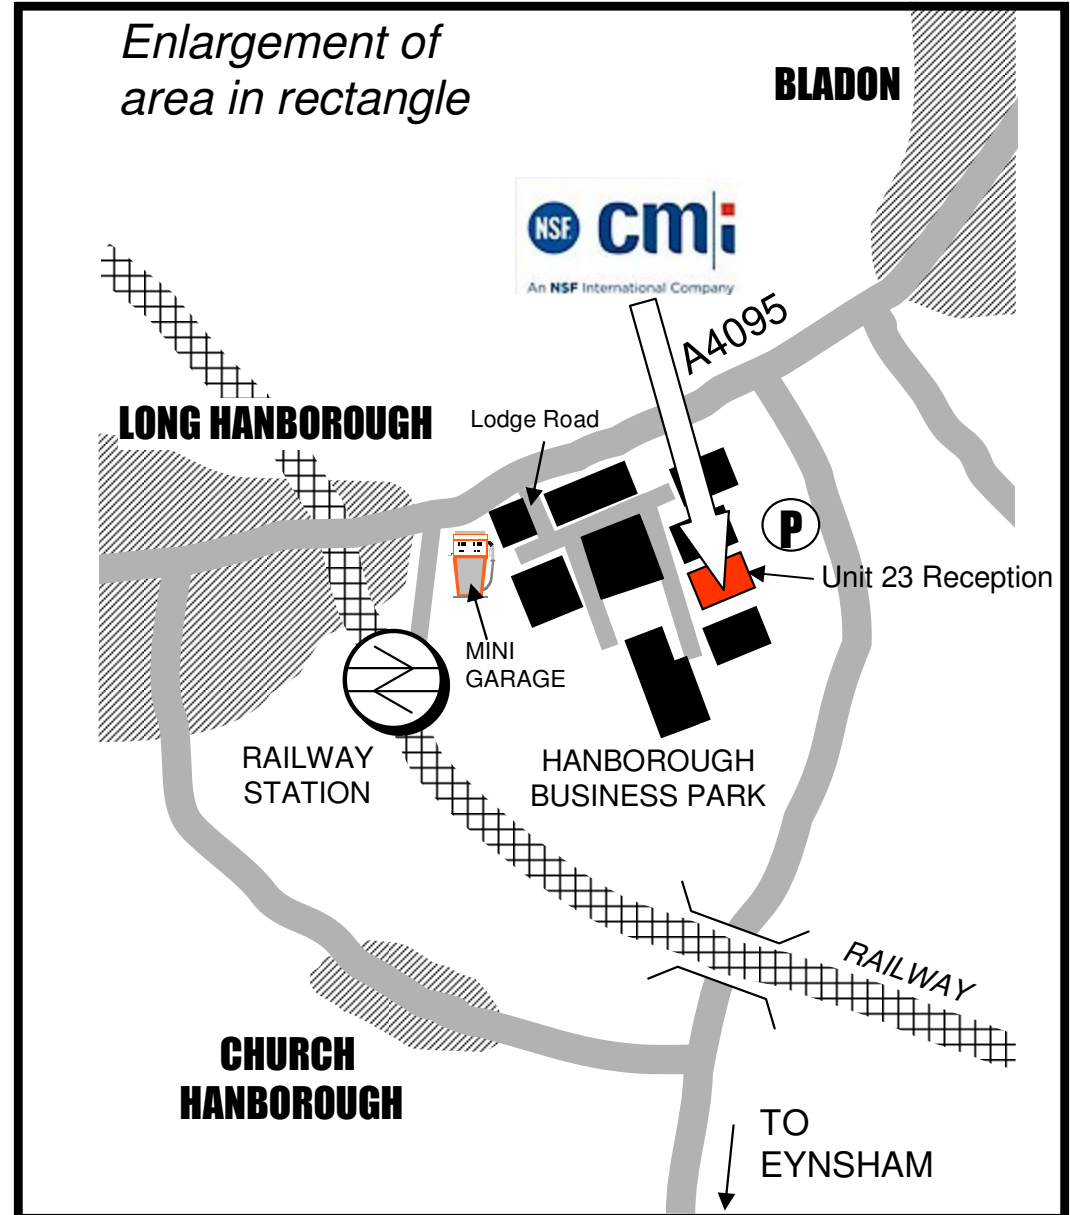 Enlargement of
area in rectangle
BLADON
NSF.
cmi
An NSF International Company
A4095
LONG HANBOROUGH
Lodge Road
P
Unit 23 Reception
MINI
GARAGE
RAILWAY
STATION
HANBOROUGH
BUSINESS PARK
RAILWAY
CHURCH
HANBOROUGH
TO
EYNSHAM